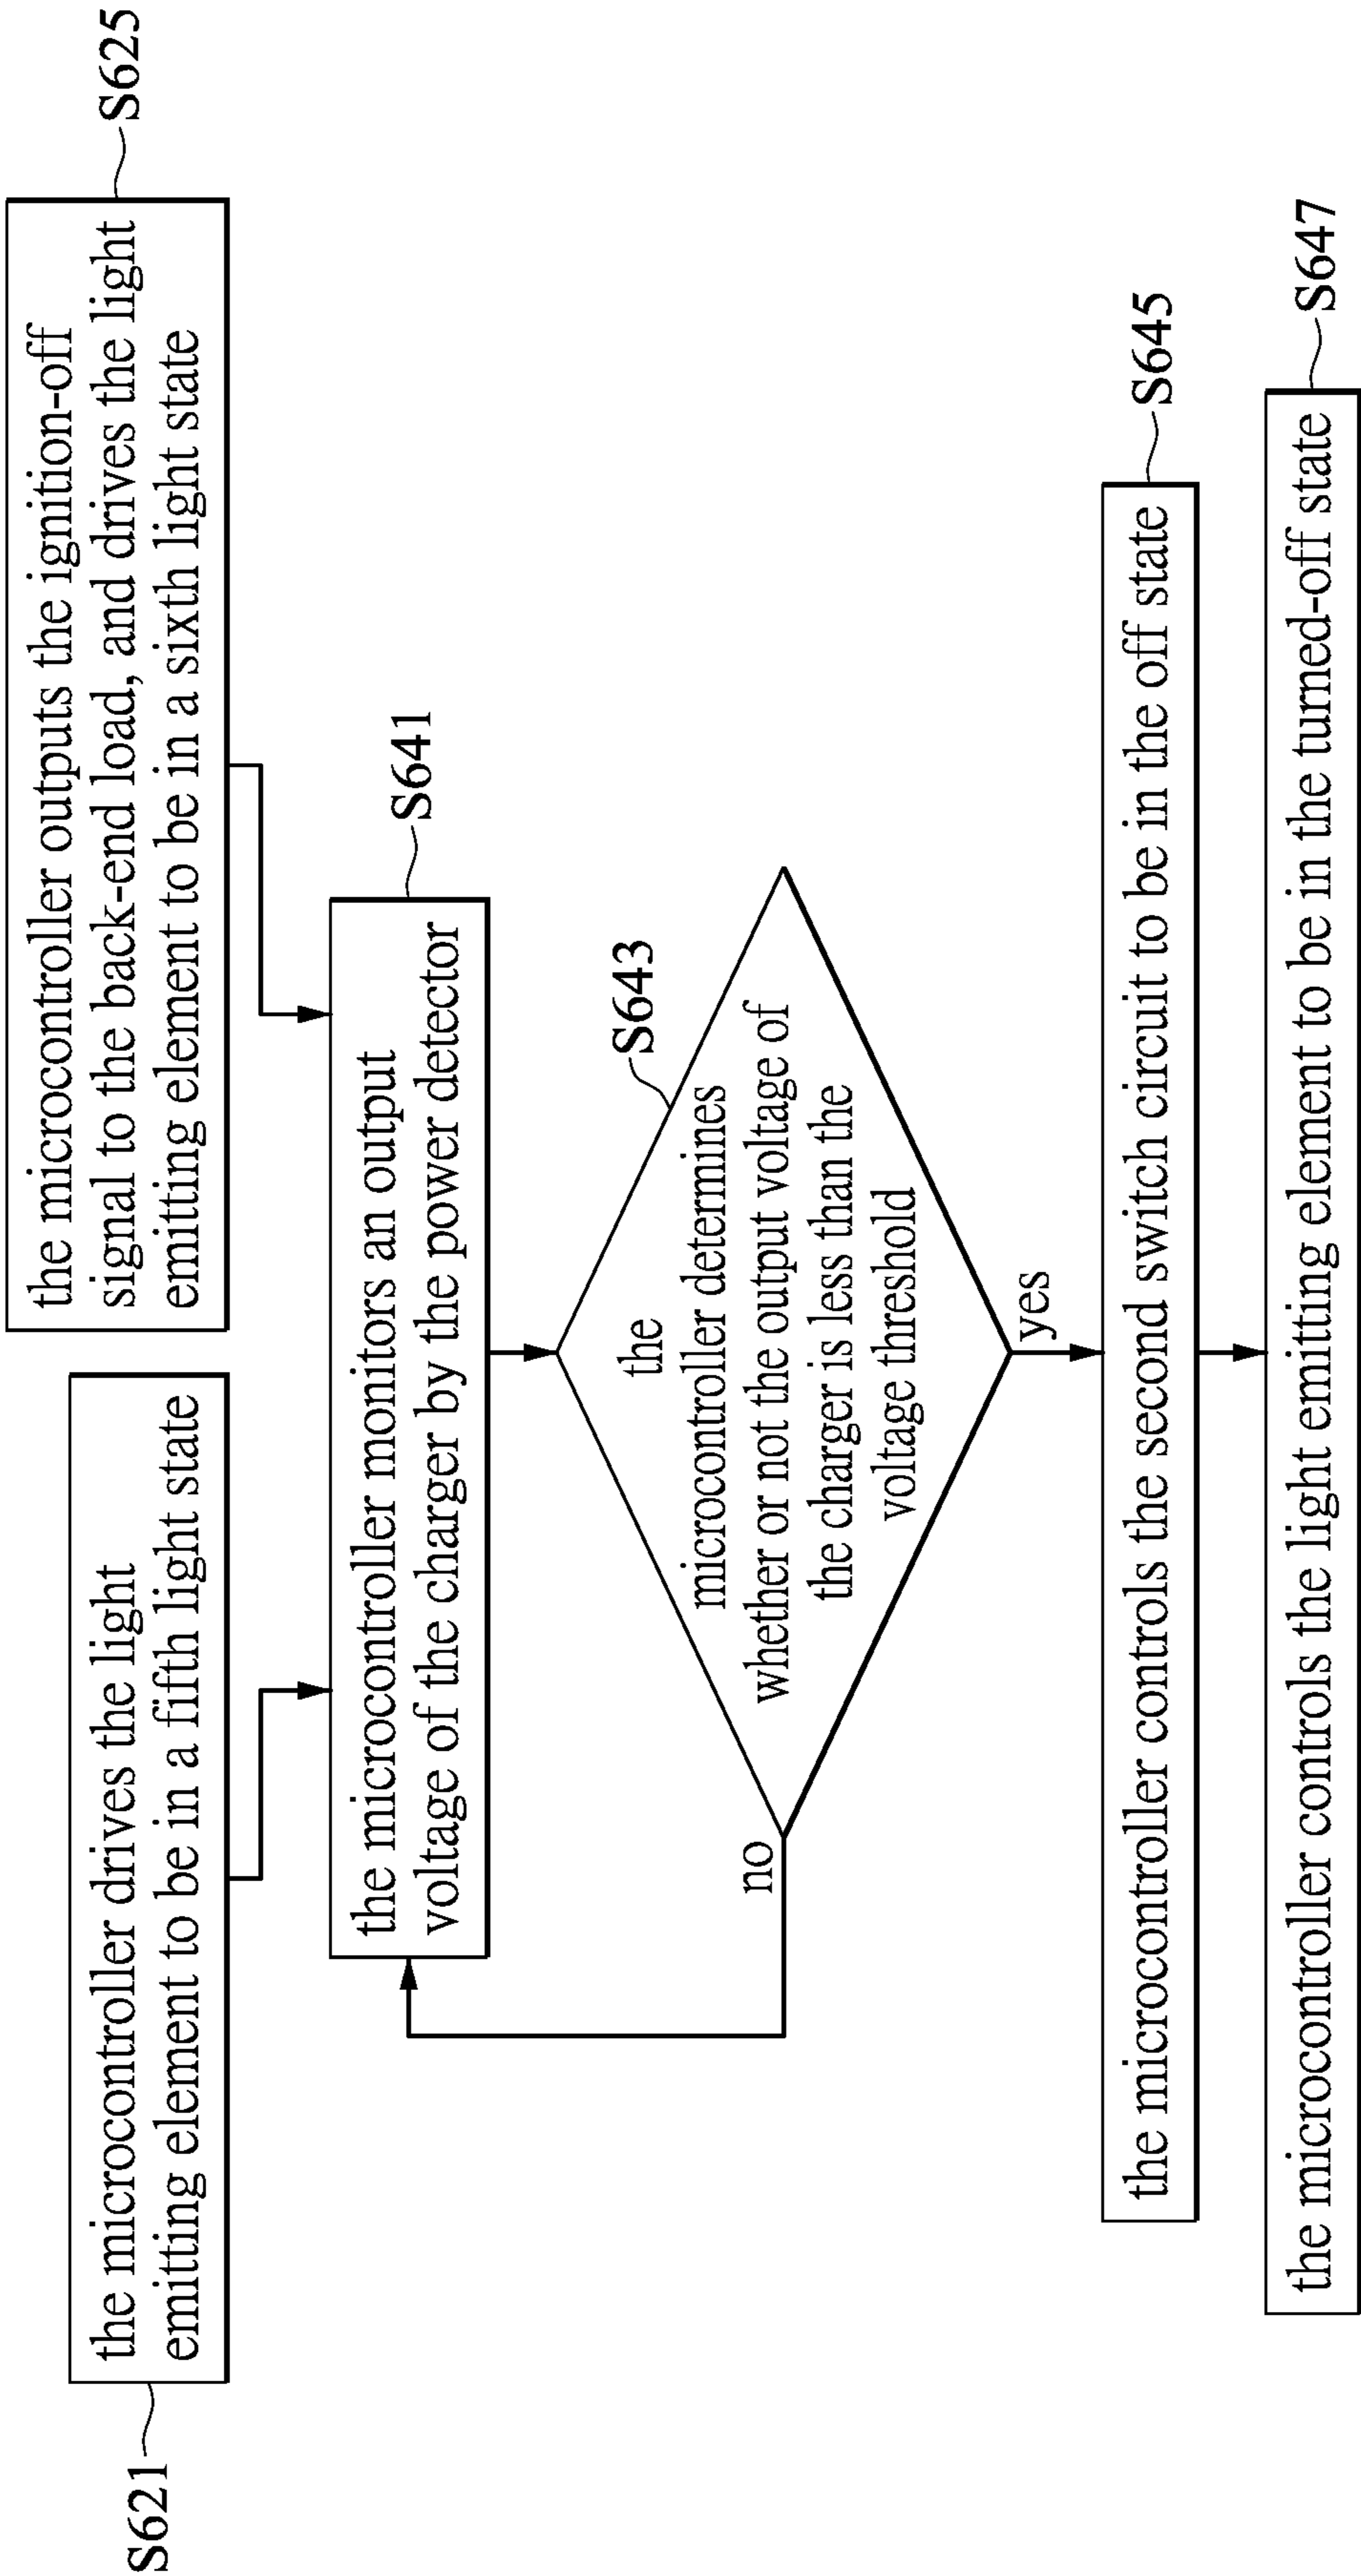 S621
the microcontroller drives the light
emitting element to be in a fifth light state
the microcontroller outputs the ignition-off
signal to the back-end load, and drives the light
emitting element to be in a sixth light state
S625
the microcontroller monitors an output
voltage of the charger by the power detector
S641
the
microcontroller determines
whether or not the output voltage of
the charger is less than the
voltage threshold
S643
no
yes
the microcontroller controls the second switch circuit to be in the off state
S645
the microcontroller controls the light emitting element to be in the turned-off state
S647